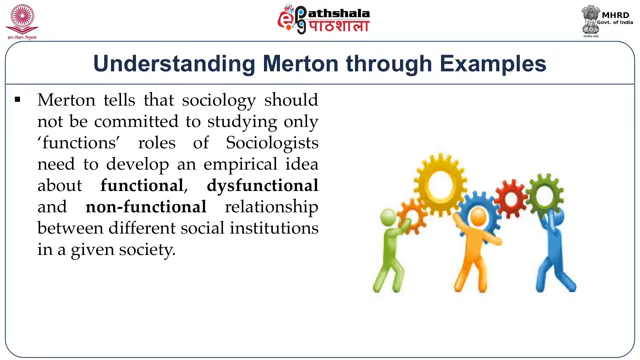 ePathshala
पाठशाला
MHRD
Govt. of India
Understanding Merton through Examples
▪ Merton tells that sociology should
not be committed to studying only
‘functions’ roles of Sociologists
need to develop an empirical idea
about functional, dysfunctional
and non-functional relationship
between different social institutions
in a given society.